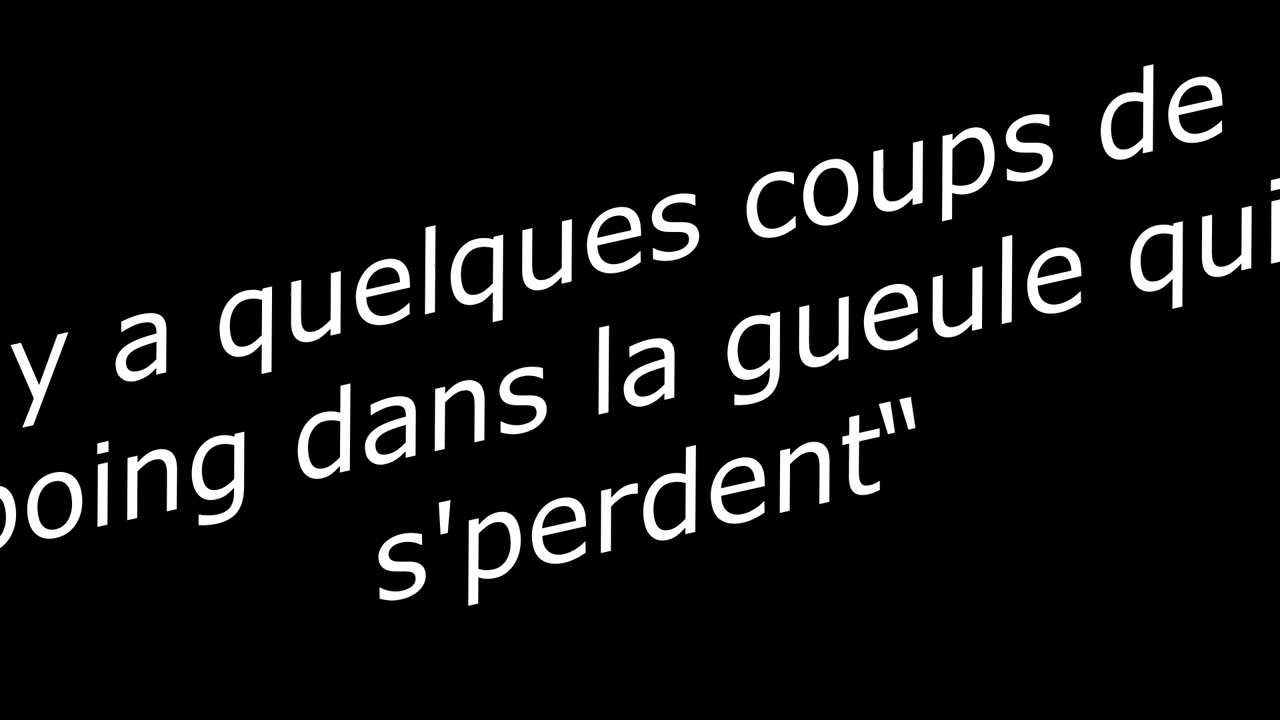 y a quelques coups de
poing dans la gueule qui
s'perdent"